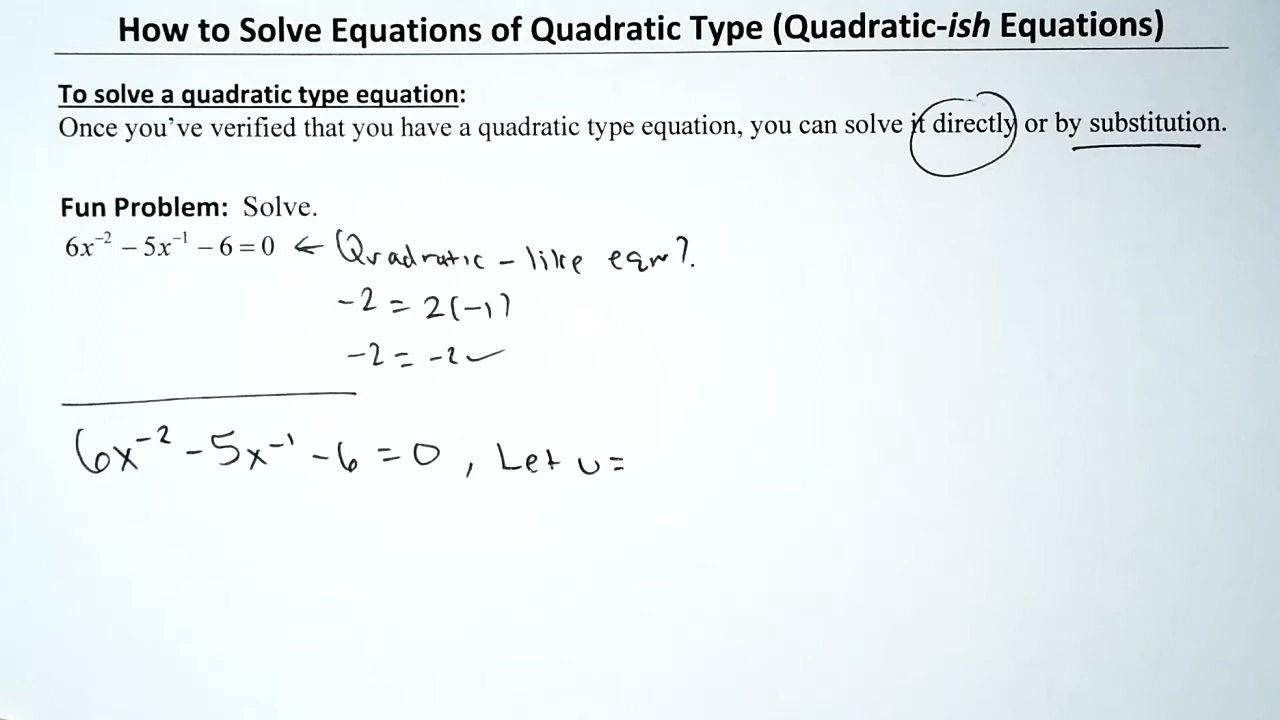 How to Solve Equations of Quadratic Type (Quadratic-ish Equations)
To solve a quadratic type equation:
Once you've verified that you have a quadratic type equation, you can solve it directly or by substitution.
Fun Problem: Solve.
6x⁻² − 5x⁻¹ − 6 = 0 ← Quadratic - like eqn?
-2 = 2(-1)
-2 = -2 ✓
6x⁻² - 5x⁻¹ - 6 = 0 , Let u =